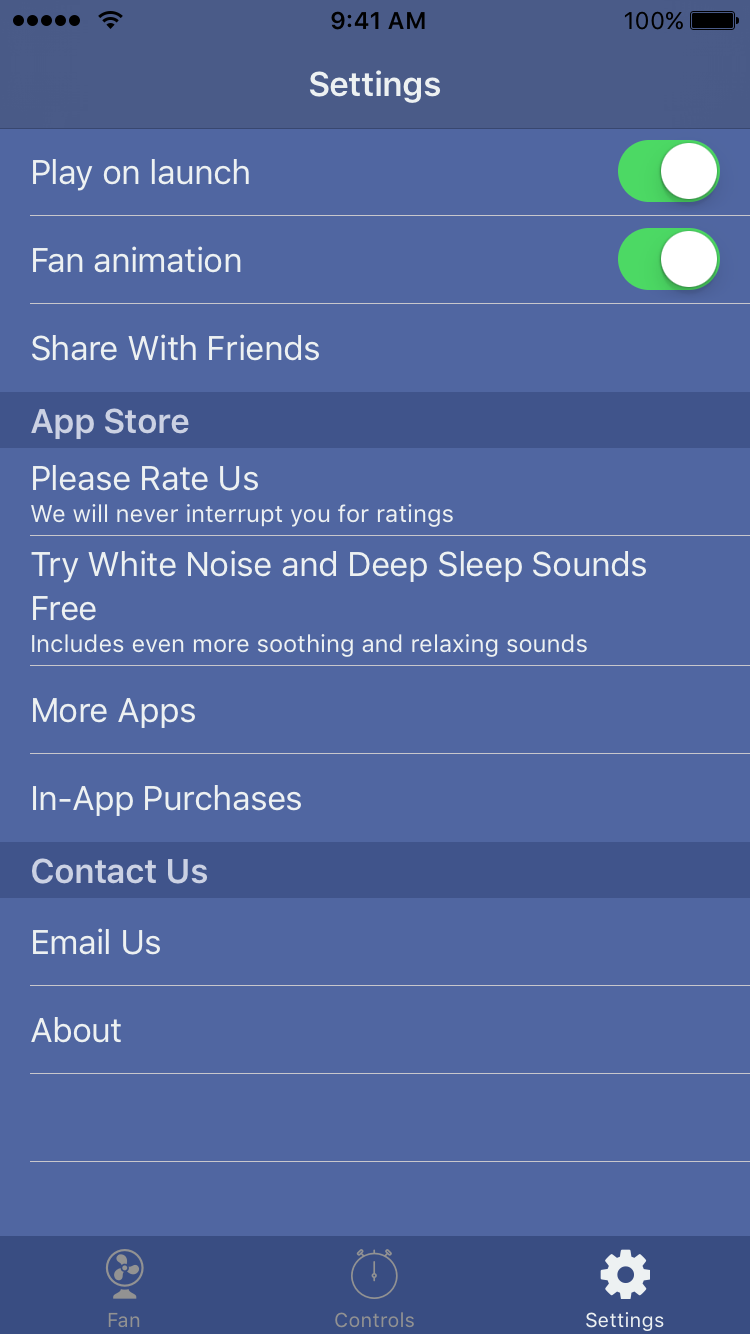 9:41 AM 100%
Settings
Play on launch
Fan animation
Share With Friends
App Store
Please Rate Us
We will never interrupt you for ratings
Try White Noise and Deep Sleep Sounds
Free
Includes even more soothing and relaxing sounds
More Apps
In-App Purchases
Contact Us
Email Us
About
Fan Controls Settings